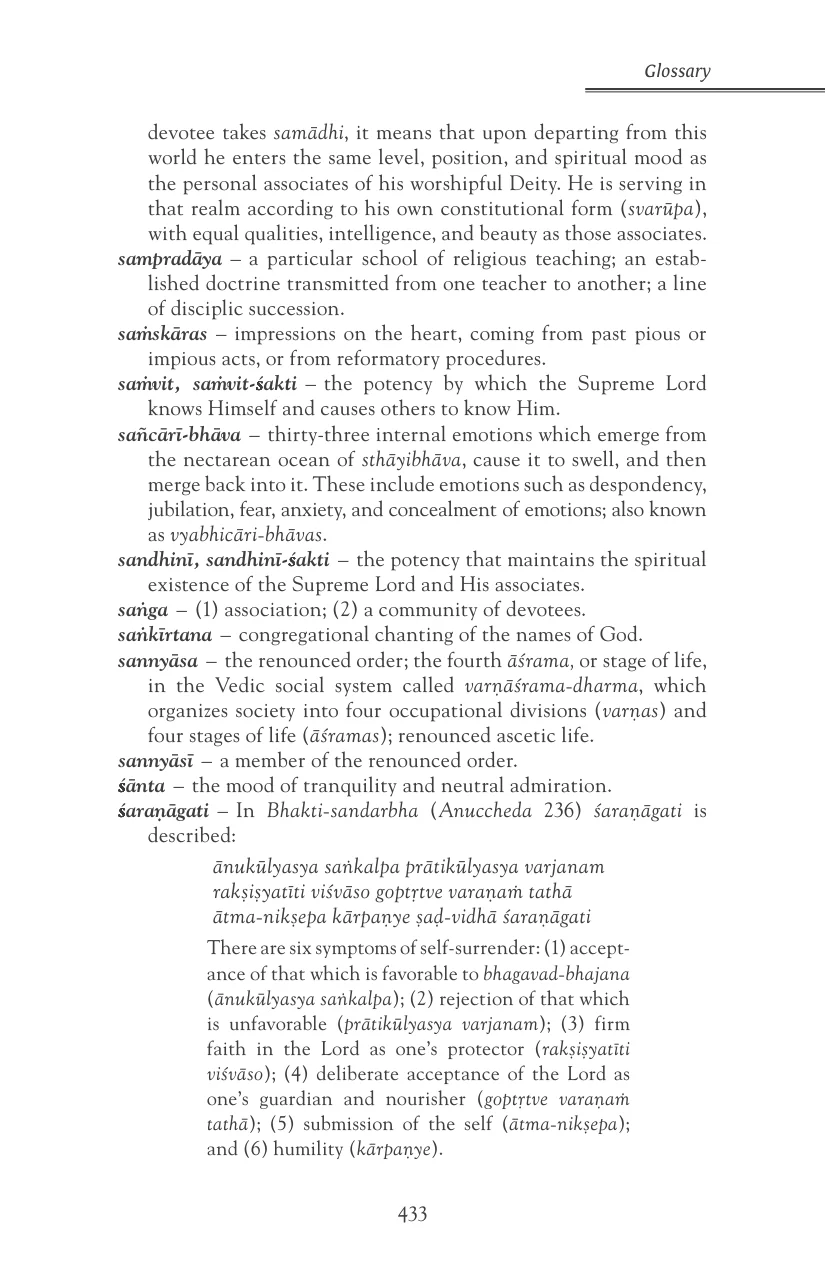 Glossary
devotee takes samādhi, it means that upon departing from this
world he enters the same level, position, and spiritual mood as
the personal associates of his worshipful Deity. He is serving in
that realm according to his own constitutional form (svarūpa),
with equal qualities, intelligence, and beauty as those associates.
sampradāya – a particular school of religious teaching; an estab-
lished doctrine transmitted from one teacher to another; a line
of disciplic succession.
saṁskāras – impressions on the heart, coming from past pious or
impious acts, or from reformatory procedures.
saṁvit, saṁvit-śakti – the potency by which the Supreme Lord
knows Himself and causes others to know Him.
sañcārī-bhāva – thirty-three internal emotions which emerge from
the nectarean ocean of sthāyibhāva, cause it to swell, and then
merge back into it. These include emotions such as despondency,
jubilation, fear, anxiety, and concealment of emotions; also known
as vyabhicāri-bhāvas.
sandhinī, sandhinī-śakti – the potency that maintains the spiritual
existence of the Supreme Lord and His associates.
saṅga – (1) association; (2) a community of devotees.
saṅkīrtana – congregational chanting of the names of God.
sannyāsa – the renounced order; the fourth āśrama, or stage of life,
in the Vedic social system called varṇāśrama-dharma, which
organizes society into four occupational divisions (varṇas) and
four stages of life (āśramas); renounced ascetic life.
sannyāsī – a member of the renounced order.
śānta – the mood of tranquility and neutral admiration.
śaraṇāgati – In Bhakti-sandarbha (Anuccheda 236) śaraṇāgati is
described:
ānukūlyasya saṅkalpa prātikūlyasya varjanam
rakṣiṣyatīti viśvāso goptṛtve varaṇaṁ tathā
ātma-nikṣepa kārpaṇye ṣaḍ-vidhā śaraṇāgati
There are six symptoms of self-surrender: (1) accept-
ance of that which is favorable to bhagavad-bhajana
(ānukūlyasya saṅkalpa); (2) rejection of that which
is unfavorable (prātikūlyasya varjanam); (3) firm
faith in the Lord as one’s protector (rakṣiṣyatīti
viśvāso); (4) deliberate acceptance of the Lord as
one’s guardian and nourisher (goptṛtve varaṇaṁ
tathā); (5) submission of the self (ātma-nikṣepa);
and (6) humility (kārpaṇye).
433